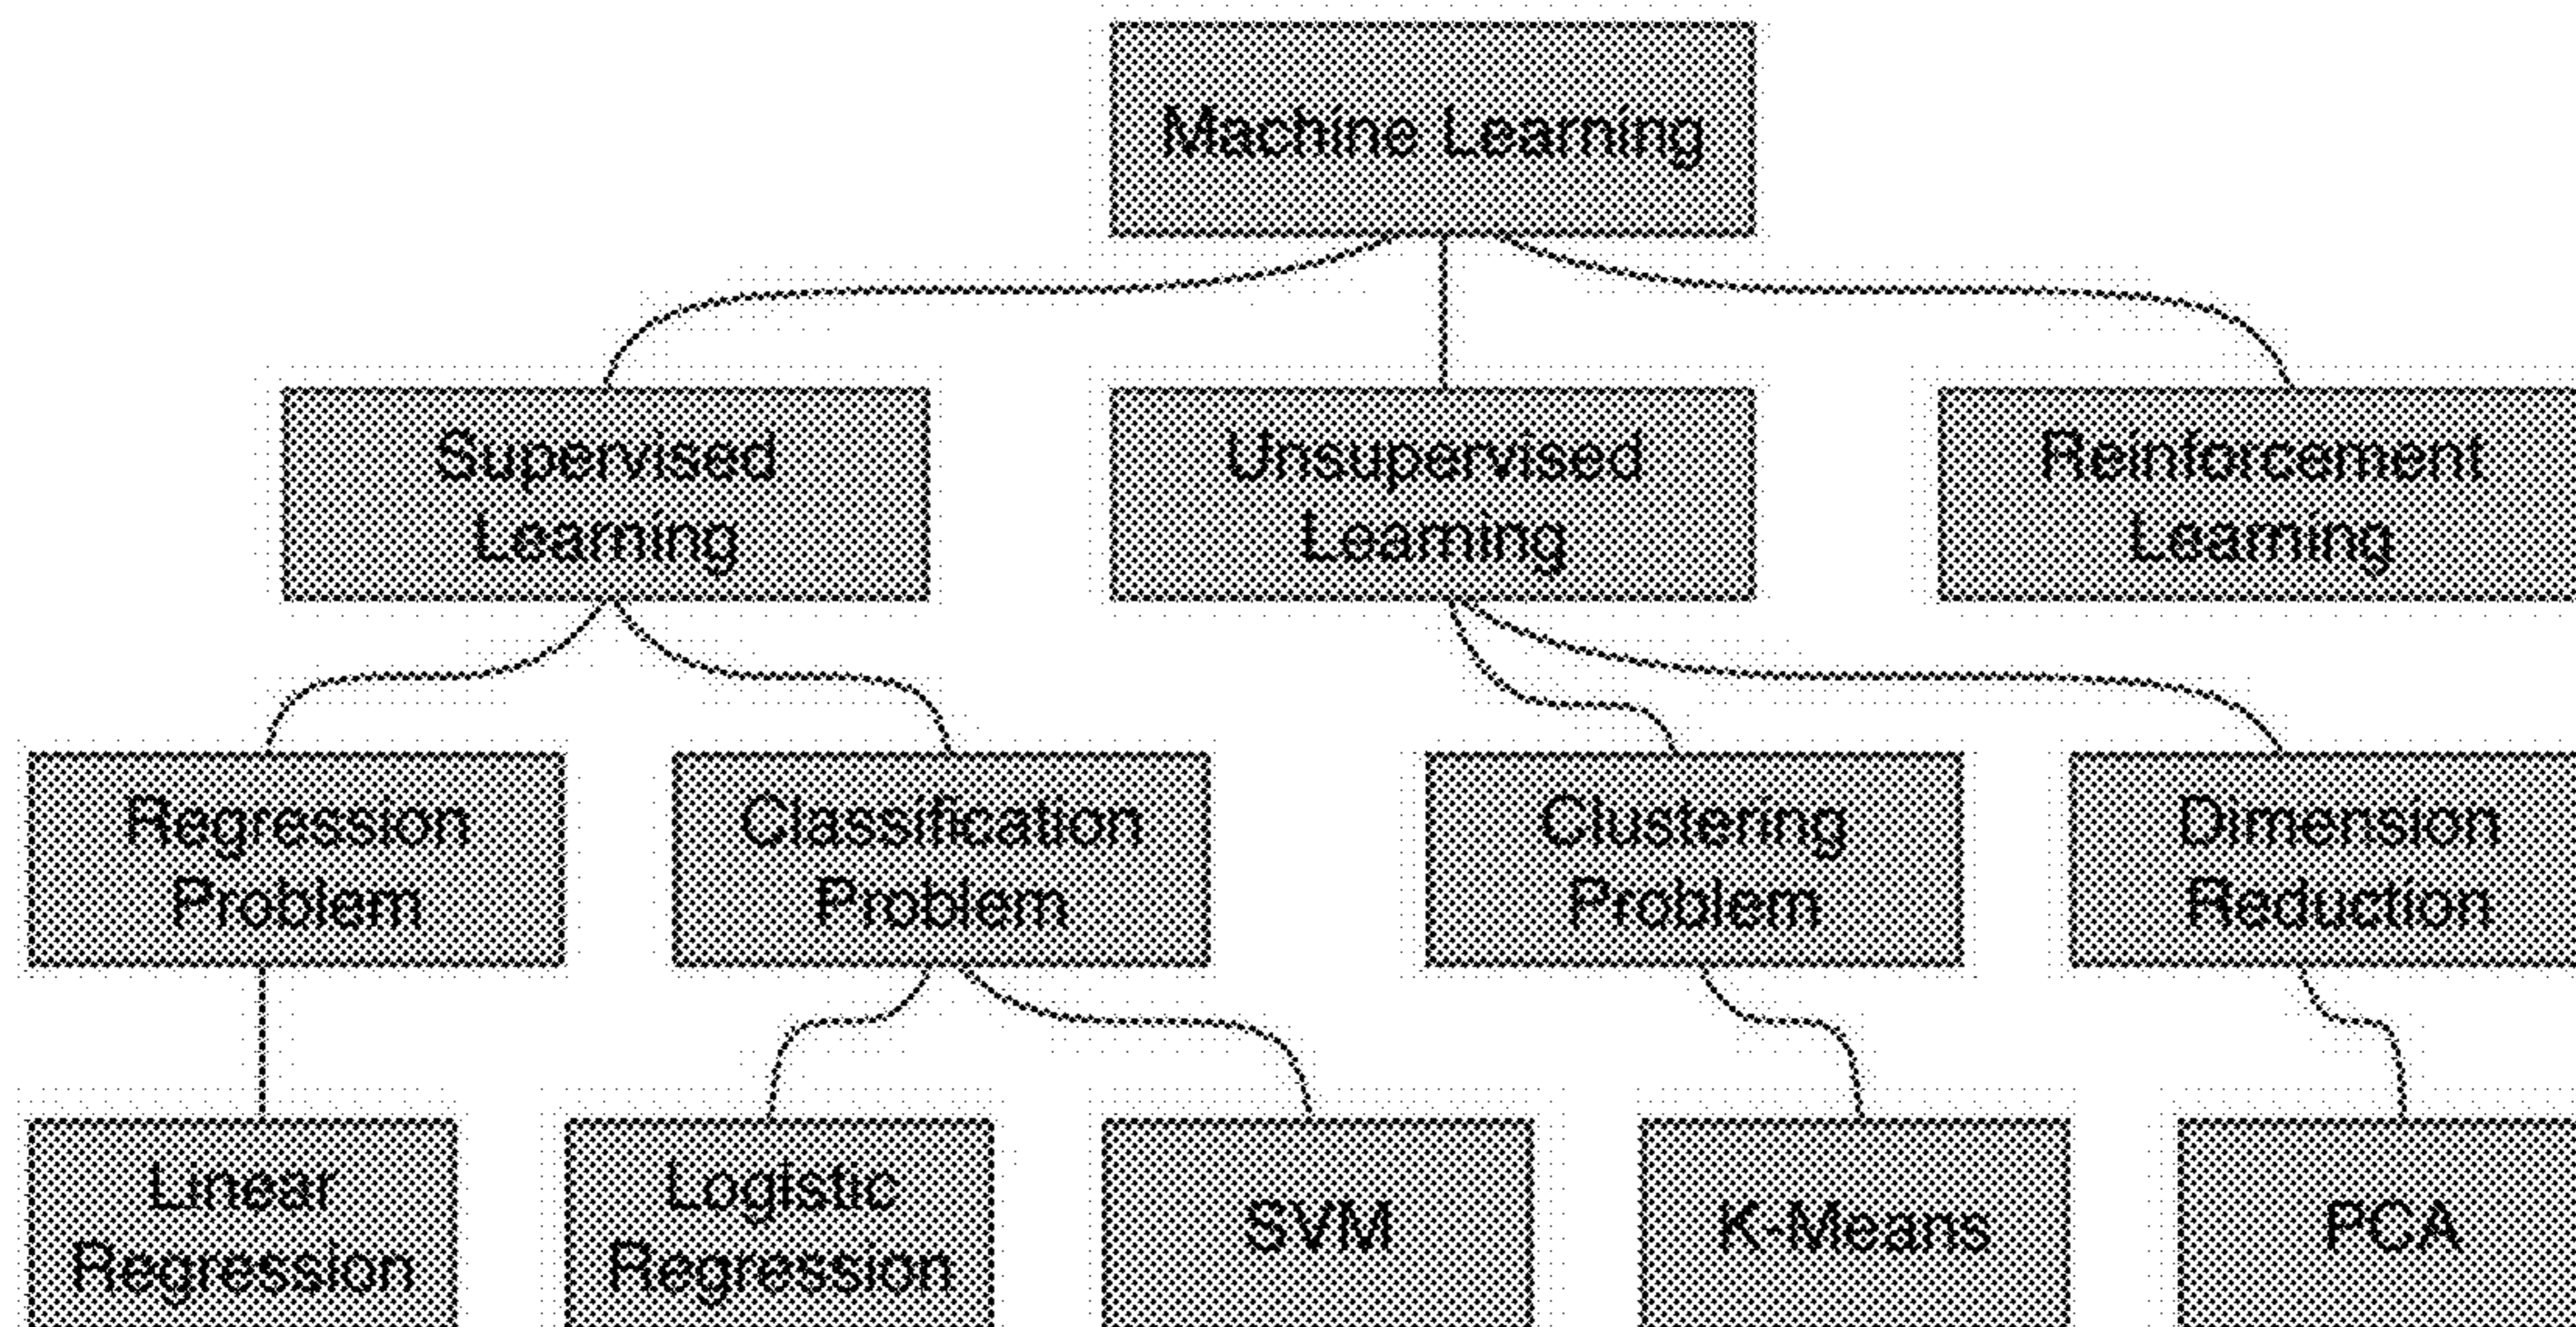 Machine Learning
Supervised
Learning
Unsupervised
Learning
Reinforcement
Learning
Regression
Problem
Classification
Problem
Clustering
Problem
Dimension
Reduction
Linear
Regression
Logistic
Regression
SVM
K-Means
PCA